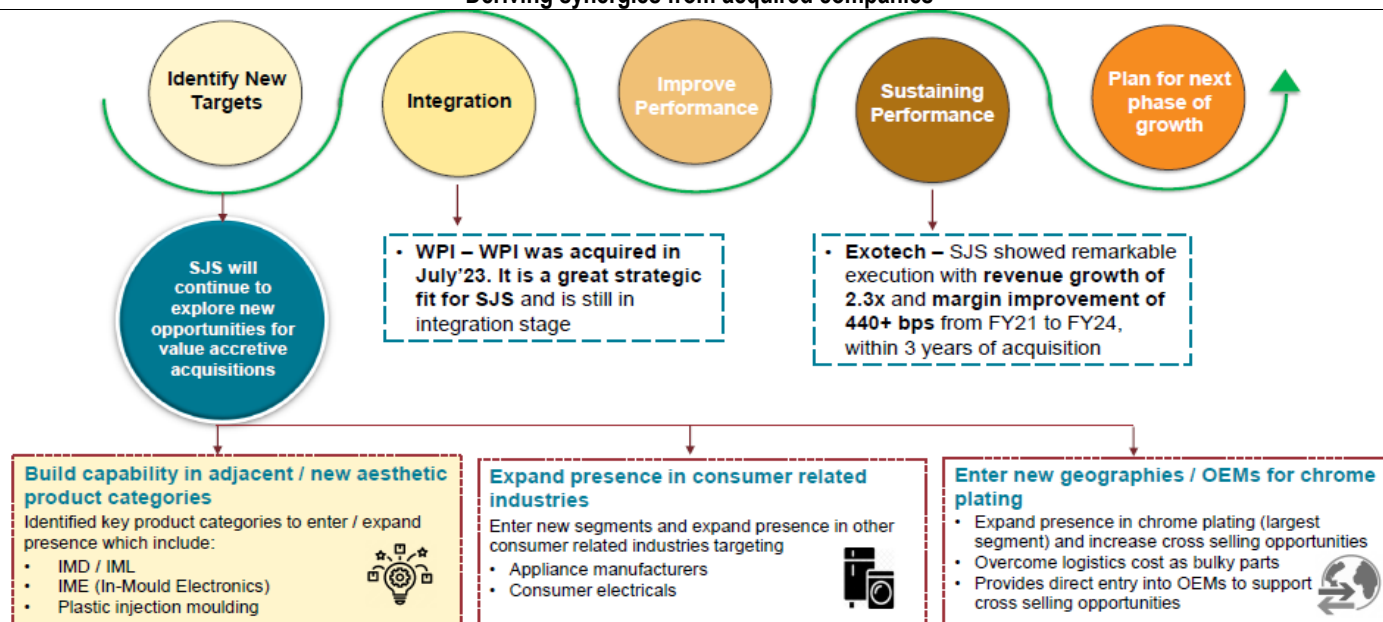 Deriving synergies from acquired companies
Identify New
Targets
Integration
Improve
Performance
Sustaining
Performance
Plan for next
phase of
growth
SJS will
continue to
explore new
opportunities for
value accretive
acquisitions
• WPI – WPI was acquired in
July'23. It is a great strategic
fit for SJS and is still in
integration stage
• Exotech – SJS showed remarkable
execution with revenue growth of
2.3x and margin improvement of
440+ bps from FY21 to FY24,
within 3 years of acquisition
Build capability in adjacent / new aesthetic
product categories
Identified key product categories to enter / expand
presence which include:
• IMD / IML
• IME (In-Mould Electronics)
• Plastic injection moulding
Expand presence in consumer related
industries
Enter new segments and expand presence in other
consumer related industries targeting
• Appliance manufacturers
• Consumer electricals
Enter new geographies / OEMs for chrome
plating
• Expand presence in chrome plating (largest
segment) and increase cross selling opportunities
• Overcome logistics cost as bulky parts
• Provides direct entry into OEMs to support
cross selling opportunities